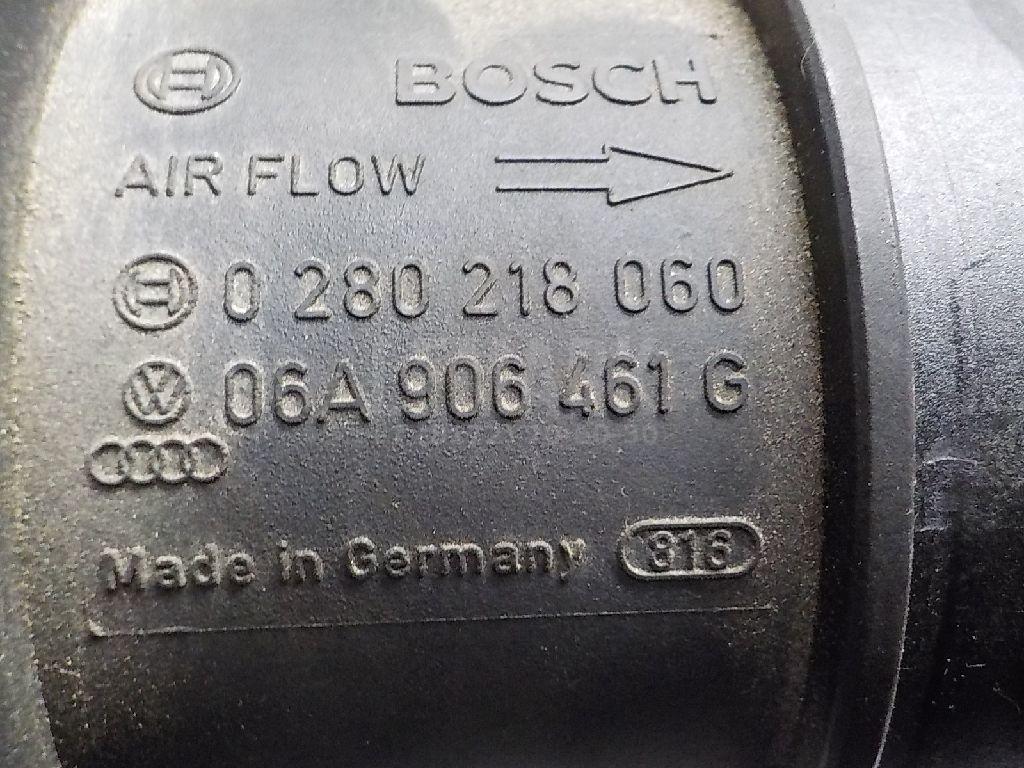 BOSCH
AIR FLOW
0 280 218 060
06A 906 461 G
Made in Germany 316